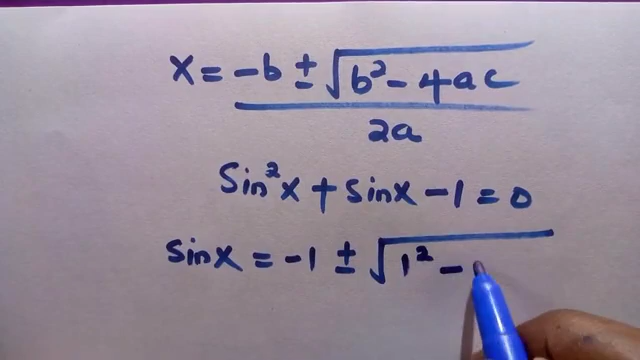 x = -b ± √b² - 4ac
2a
Sin²x + sinx - 1 = 0
sinx = -1 ± √1² -